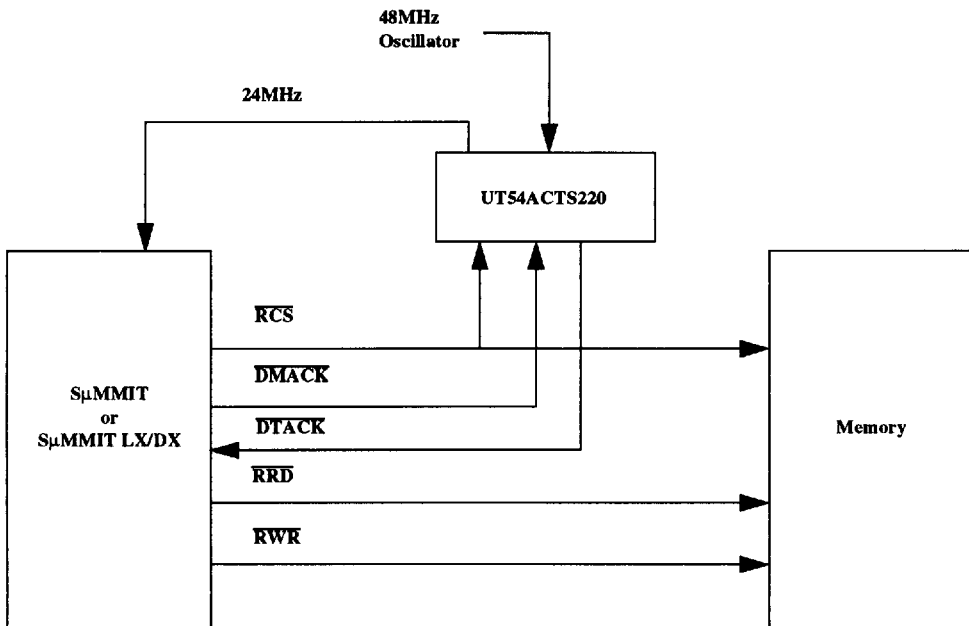 48MHz
Oscillator
24MHz
UT54ACTS220
RCS
DMACK
DTACK
RRD
RWR
SμMMIT
or
SμMMIT LX/DX
Memory